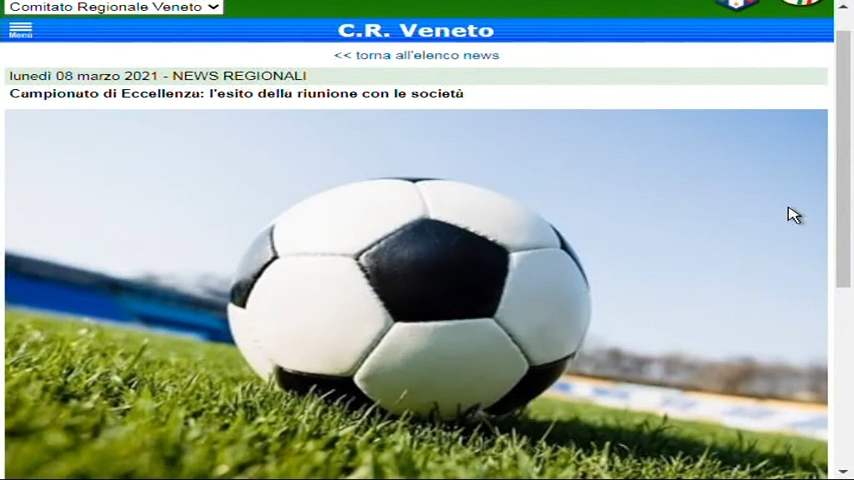 Comitato Regionale Veneto
Menu
C.R. Veneto
<< torna all'elenco news
lunedì 08 marzo 2021 - NEWS REGIONALI
Campionato di Eccellenza: l'esito della riunione con le società